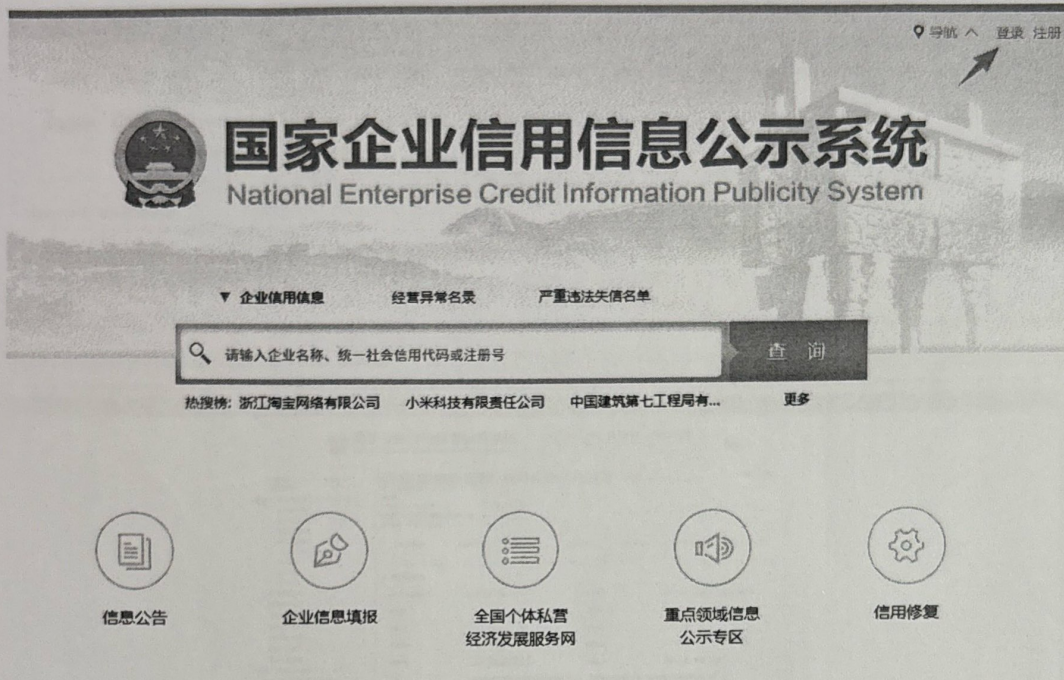 导航 登录 注册
国家企业信用信息公示系统
National Enterprise Credit Information Publicity System
企业信用信息 经营异常名录 严重违法失信名单
请输入企业名称、统一社会信用代码或注册号 查询
热搜榜: 浙江淘宝网络有限公司 小米科技有限责任公司 中国建筑第七工程局有... 更多
信息公告 企业信息填报 全国个体私营 重点领域信息 信用修复
经济发展服务网 公示专区